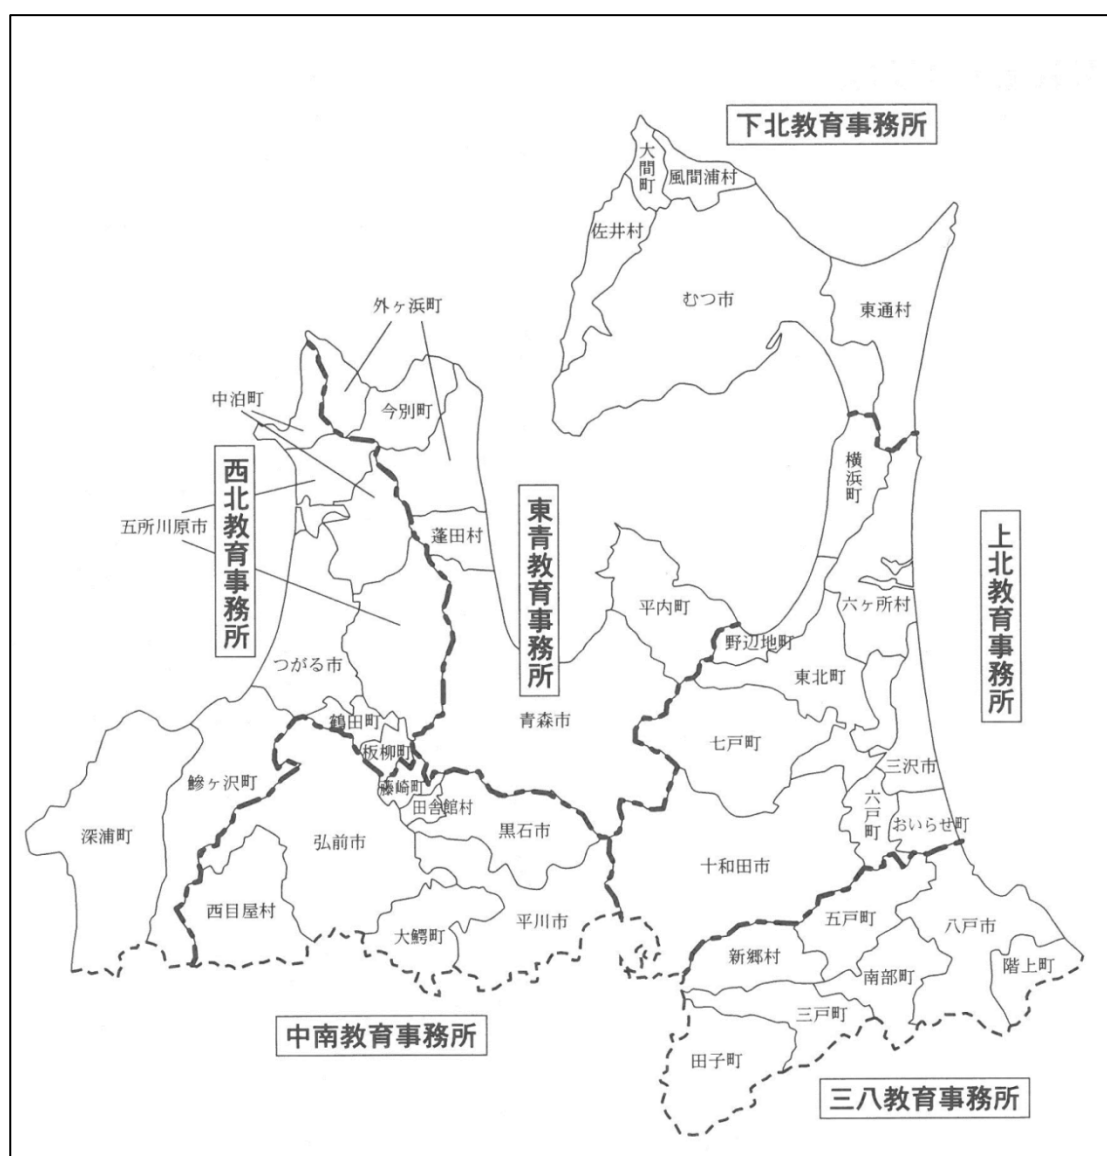 下北教育事務所
大間町
風間浦村
佐井村
むつ市
東通村
外ヶ浜町
中泊町
今別町
西北教育事務所
五所川原市
東青教育事務所
蓬田村
横浜町
上北教育事務所
平内町
六ヶ所村
野辺地町
東北町
つがる市
青森市
鶴田町
板柳町
七戸町
鰺ヶ沢町
藤崎町
田舎館村
三沢市
六戸町
おいらせ町
深浦町
弘前市
黒石市
十和田市
西目屋村
大鰐町
平川市
五戸町
八戸市
新郷村
南部町
階上町
三戸町
田子町
中南教育事務所
三八教育事務所